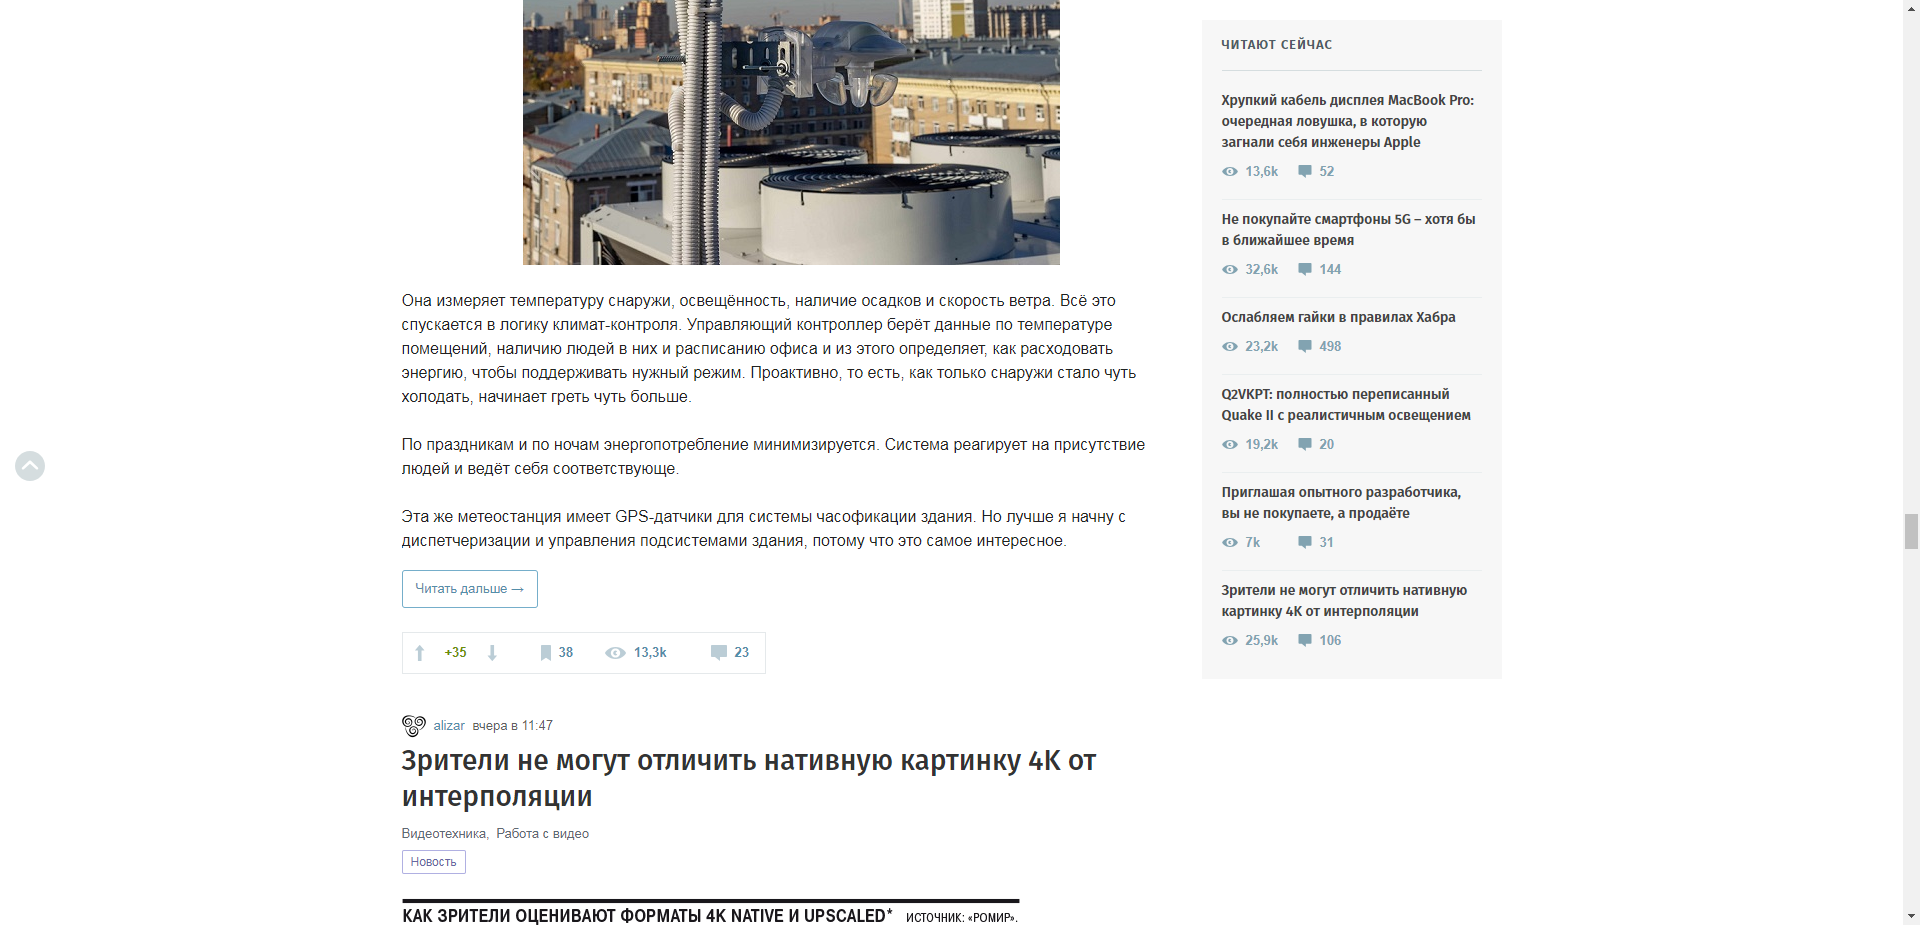 Она измеряет температуру снаружи, освещённость, наличие осадков и скорость ветра. Всё это
спускается в логику климат-контроля. Управляющий контроллер берёт данные по температуре
помещений, наличию людей в них и расписанию офиса и из этого определяет, как расходовать
энергию, чтобы поддерживать нужный режим. Проактивно, то есть, как только снаружи стало чуть
холодать, начинает греть чуть больше.
По праздникам и по ночам энергопотребление минимизируется. Система реагирует на присутствие
людей и ведёт себя соответствующе.
Эта же метеостанция имеет GPS-датчики для системы часофикации здания. Но лучше я начну с
диспетчеризации и управления подсистемами здания, потому что это самое интересное.
Читать дальше →
+35 38 13,3k 23
alizar вчера в 11:47
Зрители не могут отличить нативную картинку 4K от
интерполяции
Видеотехника, Работа с видео
Новость
КАК ЗРИТЕЛИ ОЦЕНИВАЮТ ФОРМАТЫ 4K NATIVE И UPSCALED* ИСТОЧНИК: «РОМИР».
ЧИТАЮТ СЕЙЧАС
Хрупкий кабель дисплея MacBook Pro:
очередная ловушка, в которую
загнали себя инженеры Apple
13,6k 52
Не покупайте смартфоны 5G – хотя бы
в ближайшее время
32,6k 144
Ослабляем гайки в правилах Хабра
23,2k 498
Q2VKPT: полностью переписанный
Quake II с реалистичным освещением
19,2k 20
Приглашая опытного разработчика,
вы не покупаете, а продаёте
7k 31
Зрители не могут отличить нативную
картинку 4K от интерполяции
25,9k 106